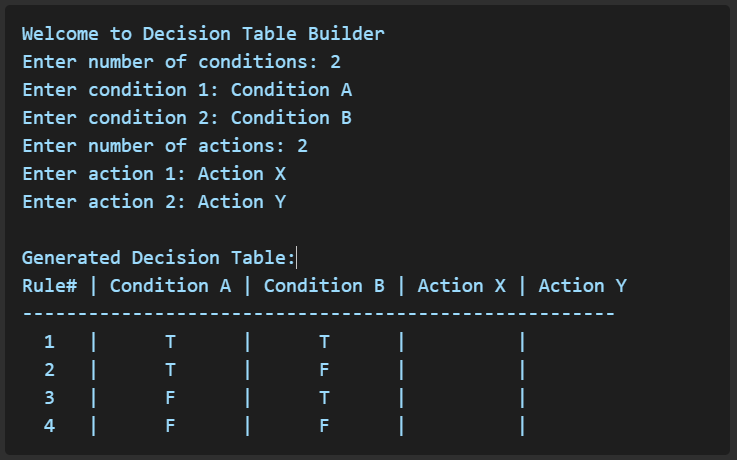 Welcome to Decision Table Builder
Enter number of conditions: 2
Enter condition 1: Condition A
Enter condition 2: Condition B
Enter number of actions: 2
Enter action 1: Action X
Enter action 2: Action Y

Generated Decision Table:
Rule# | Condition A | Condition B | Action X | Action Y
------------------------------------------------------
  1   |      T      |      T      |          |
  2   |      T      |      F      |          |
  3   |      F      |      T      |          |
  4   |      F      |      F      |          |